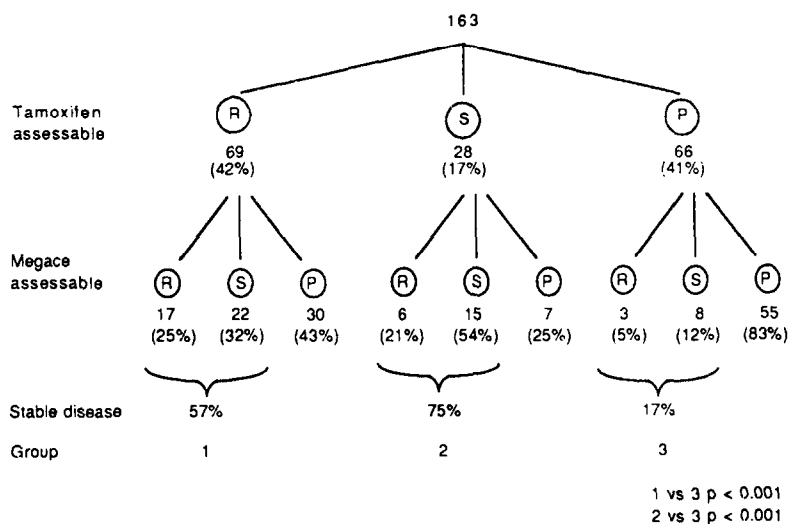 163
Tamoxifen assessable
R S P
69 28 66
(42%) (17%) (41%)
Megace assessable
R S P R S P R S P
17 22 30 6 15 7 3 8 55
(25%) (32%) (43%) (21%) (54%) (25%) (5%) (12%) (83%)
Stable disease 57% 75% 17%
Group 1 2 3
1 vs 3 p < 0.001
2 vs 3 p < 0.001